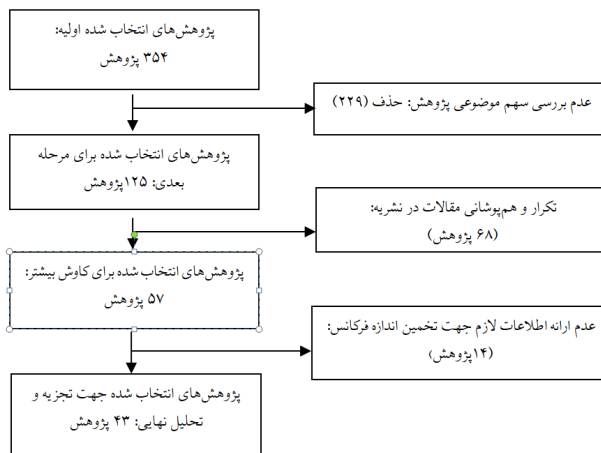 پژوهش‌های انتخاب شده اولیه:
۳۵۴ پژوهش
عدم بررسی سهم موضوعی پژوهش: حذف (۲۲۹)
پژوهش‌های انتخاب شده برای مرحله
بعدی: ۱۲۵پژوهش
تکرار و هم‌پوشانی مقالات در نشریه:
(۶۸ پژوهش)
پژوهش‌های انتخاب شده برای کاوش بیشتر:
۵۷ پژوهش
عدم ارائه اطلاعات لازم جهت تخمین اندازه فرکانس:
(۱۴پژوهش)
پژوهش‌های انتخاب شده جهت تجزیه و
تحلیل نهایی: ۴۳ پژوهش